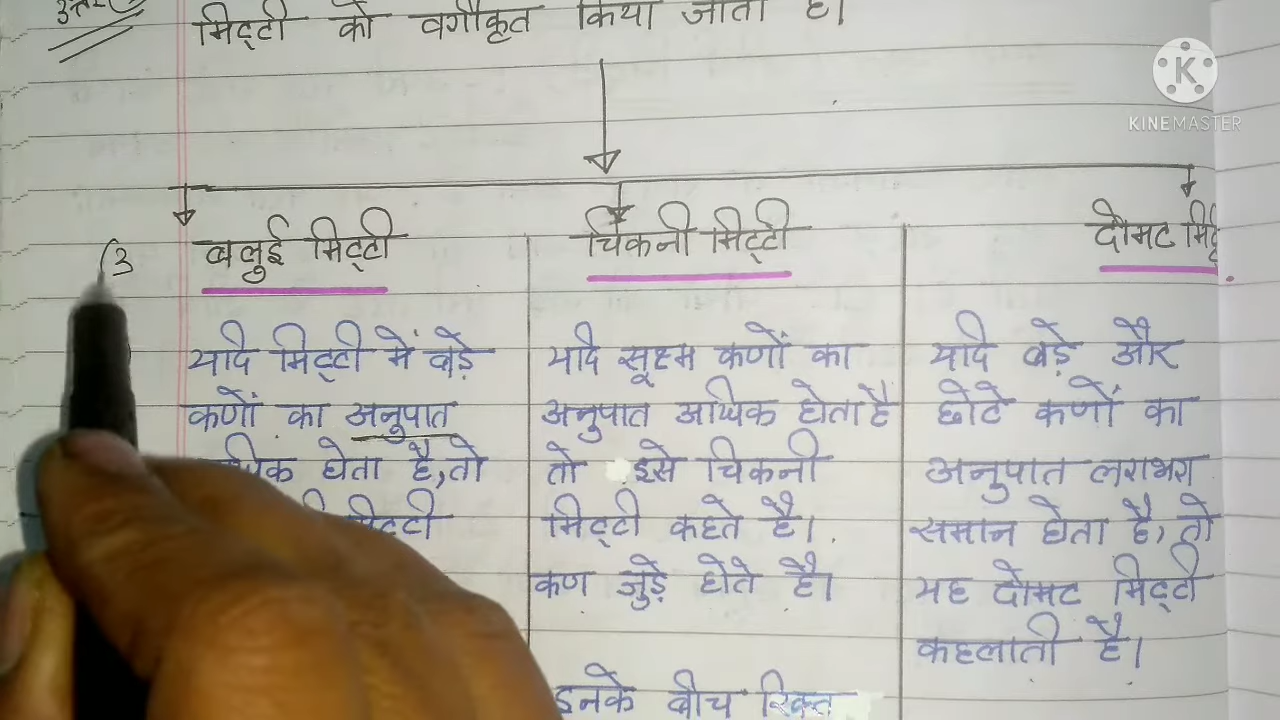 मिट्टी को वर्गीकृत किया जाता है।
K
KINEMASTER
बलुई मिट्टी
यदि मिट्टी में बड़े
कणों का अनुपात
होता है, तो
मिट्टी
चिकनी मिट्टी
यदि सूक्ष्म कणों का
अनुपात अधिक होता है
तो इसे चिकनी
मिट्टी कहते है।
कण जुड़े होते है।
इनके बीच रिक्त
दोमट
यदि बड़े और
छोटे कणों का
अनुपात लगभग
समान होता है, तो
यह दोमट मिट्टी
कहलाती है।